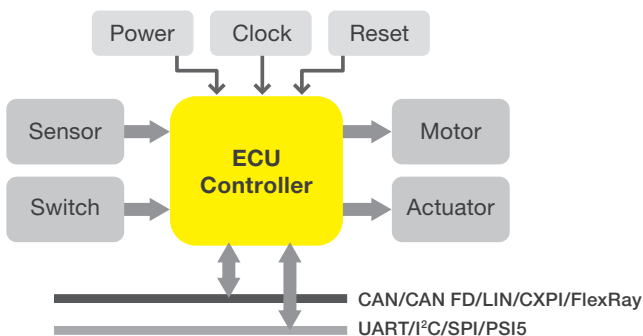 Power
Clock
Reset
Sensor
ECU
Controller
Motor
Switch
Actuator
CAN/CAN FD/LIN/CXPI/FlexRay
UART/I²C/SPI/PSI5